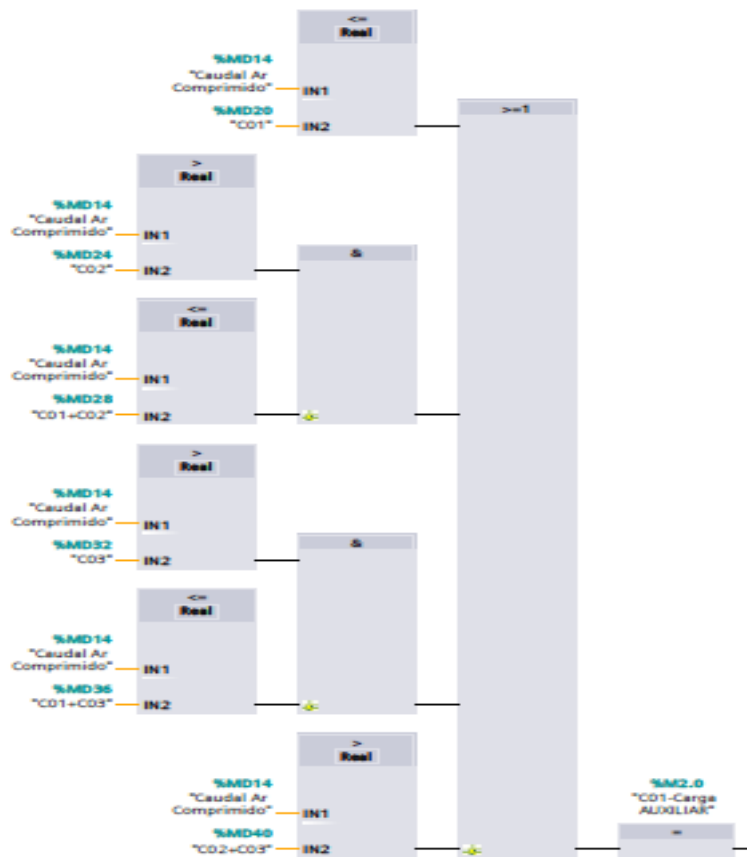 <=
Real
%MD14
"Caudal Ar
Comprimido"
IN1
%MD20
"C01"
IN2
>=1
>
Real
%MD14
"Caudal Ar
Comprimido"
IN1
%MD24
"C02"
IN2
&
<=
Real
%MD14
"Caudal Ar
Comprimido"
IN1
%MD28
"C01+C02"
IN2
>
Real
%MD14
"Caudal Ar
Comprimido"
IN1
%MD32
"C03"
IN2
&
<=
Real
%MD14
"Caudal Ar
Comprimido"
IN1
%MD36
"C01+C03"
IN2
>
Real
%MD14
"Caudal Ar
Comprimido"
IN1
%MD40
"C02+C03"
IN2
%M2.0
"C01-Carga
AUXILIAR"
=